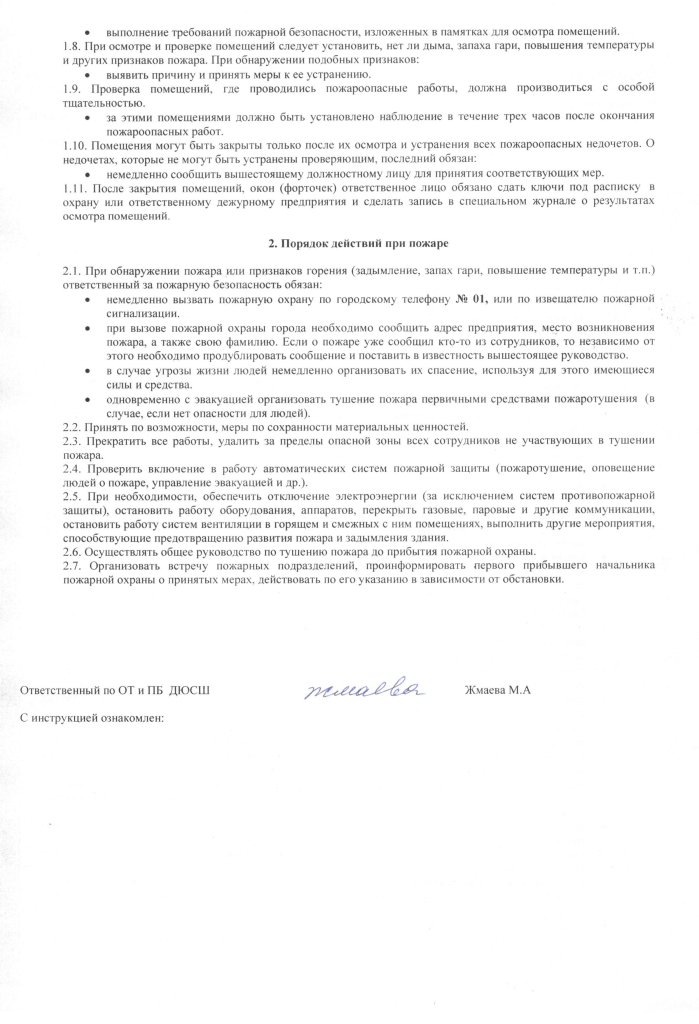 • выполнение требований пожарной безопасности, изложенных в памятках для осмотра помещений.
1.8. При осмотре и проверке помещений следует установить, нет ли дыма, запаха гари, повышения температуры
и других признаков пожара. При обнаружении подобных признаков:
• выявить причину и принять меры к ее устранению.
1.9. Проверка помещений, где проводились пожароопасные работы, должна производиться с особой
тщательностью.
• за этими помещениями должно быть установлено наблюдение в течение трех часов после окончания
пожароопасных работ.
1.10. Помещения могут быть закрыты только после их осмотра и устранения всех пожароопасных недочетов. О
недочетах, которые не могут быть устранены проверяющим, последний обязан:
• немедленно сообщить вышестоящему должностному лицу для принятия соответствующих мер.
1.11. После закрытия помещений, окон (форточек) ответственное лицо обязано сдать ключи под расписку в
охрану или ответственному дежурному предприятия и сделать запись в специальном журнале о результатах
осмотра помещений.
2. Порядок действий при пожаре
2.1. При обнаружении пожара или признаков горения (задымление, запах гари, повышение температуры и т.п.)
ответственный за пожарную безопасность обязан:
• немедленно вызвать пожарную охрану по городскому телефону № 01, или по извещателю пожарной
сигнализации.
• при вызове пожарной охраны города необходимо сообщить адрес предприятия, место возникновения
пожара, а также свою фамилию. Если о пожаре уже сообщил кто-то из сотрудников, то независимо от
этого необходимо продублировать сообщение и поставить в известность вышестоящее руководство.
• в случае угрозы жизни людей немедленно организовать их спасение, используя для этого имеющиеся
силы и средства.
• одновременно с эвакуацией организовать тушение пожара первичными средствами пожаротушения (в
случае, если нет опасности для людей).
2.2. Принять по возможности, меры по сохранности материальных ценностей.
2.3. Прекратить все работы, удалить за пределы опасной зоны всех сотрудников не участвующих в тушении
пожара.
2.4. Проверить включение в работу автоматических систем пожарной защиты (пожаротушение, оповещение
людей о пожаре, управление эвакуацией и др.).
2.5. При необходимости, обеспечить отключение электроэнергии (за исключением систем противопожарной
защиты), остановить работу оборудования, аппаратов, перекрыть газовые, паровые и другие коммуникации,
остановить работу систем вентиляции в горящем и смежных с ним помещениях, выполнить другие мероприятия,
способствующие предотвращению развития пожара и задымления здания.
2.6. Осуществлять общее руководство по тушению пожара до прибытия пожарной охраны.
2.7. Организовать встречу пожарных подразделений, проинформировать первого прибывшего начальника
пожарной охраны о принятых мерах, действовать по его указанию в зависимости от обстановки.
Ответственный по ОТ и ПБ ДЮСШ жмаева Жмаева М.А
С инструкцией ознакомлен: